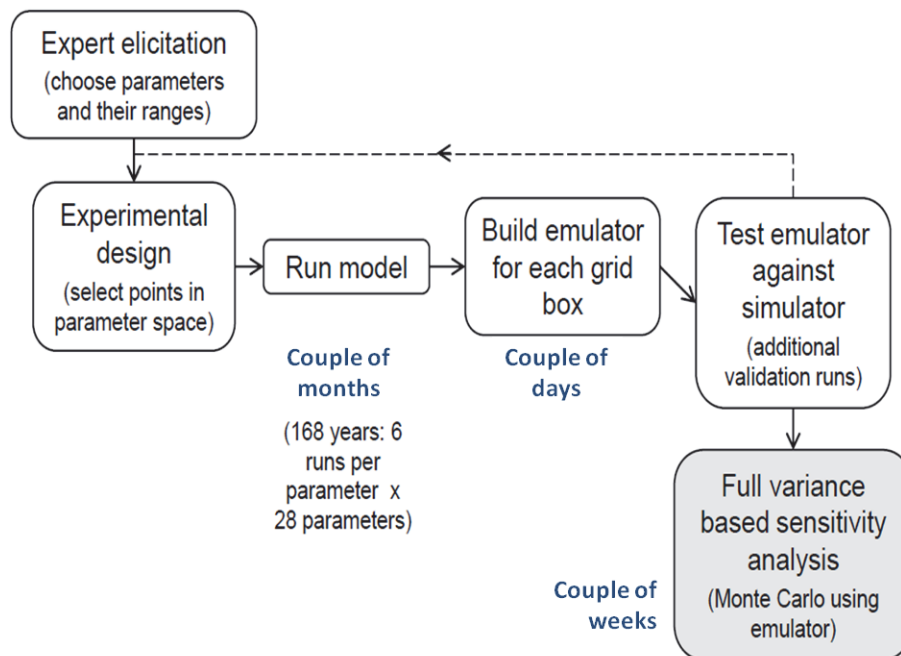 Expert elicitation
(choose parameters
and their ranges)
Experimental
design
(select points in
parameter space)
Run model
Couple of
months
(168 years: 6
runs per
parameter x
28 parameters)
Build emulator
for each grid
box
Couple of
days
Test emulator
against
simulator
(additional
validation runs)
Full variance
based sensitivity
analysis
(Monte Carlo using
emulator)
Couple of
weeks